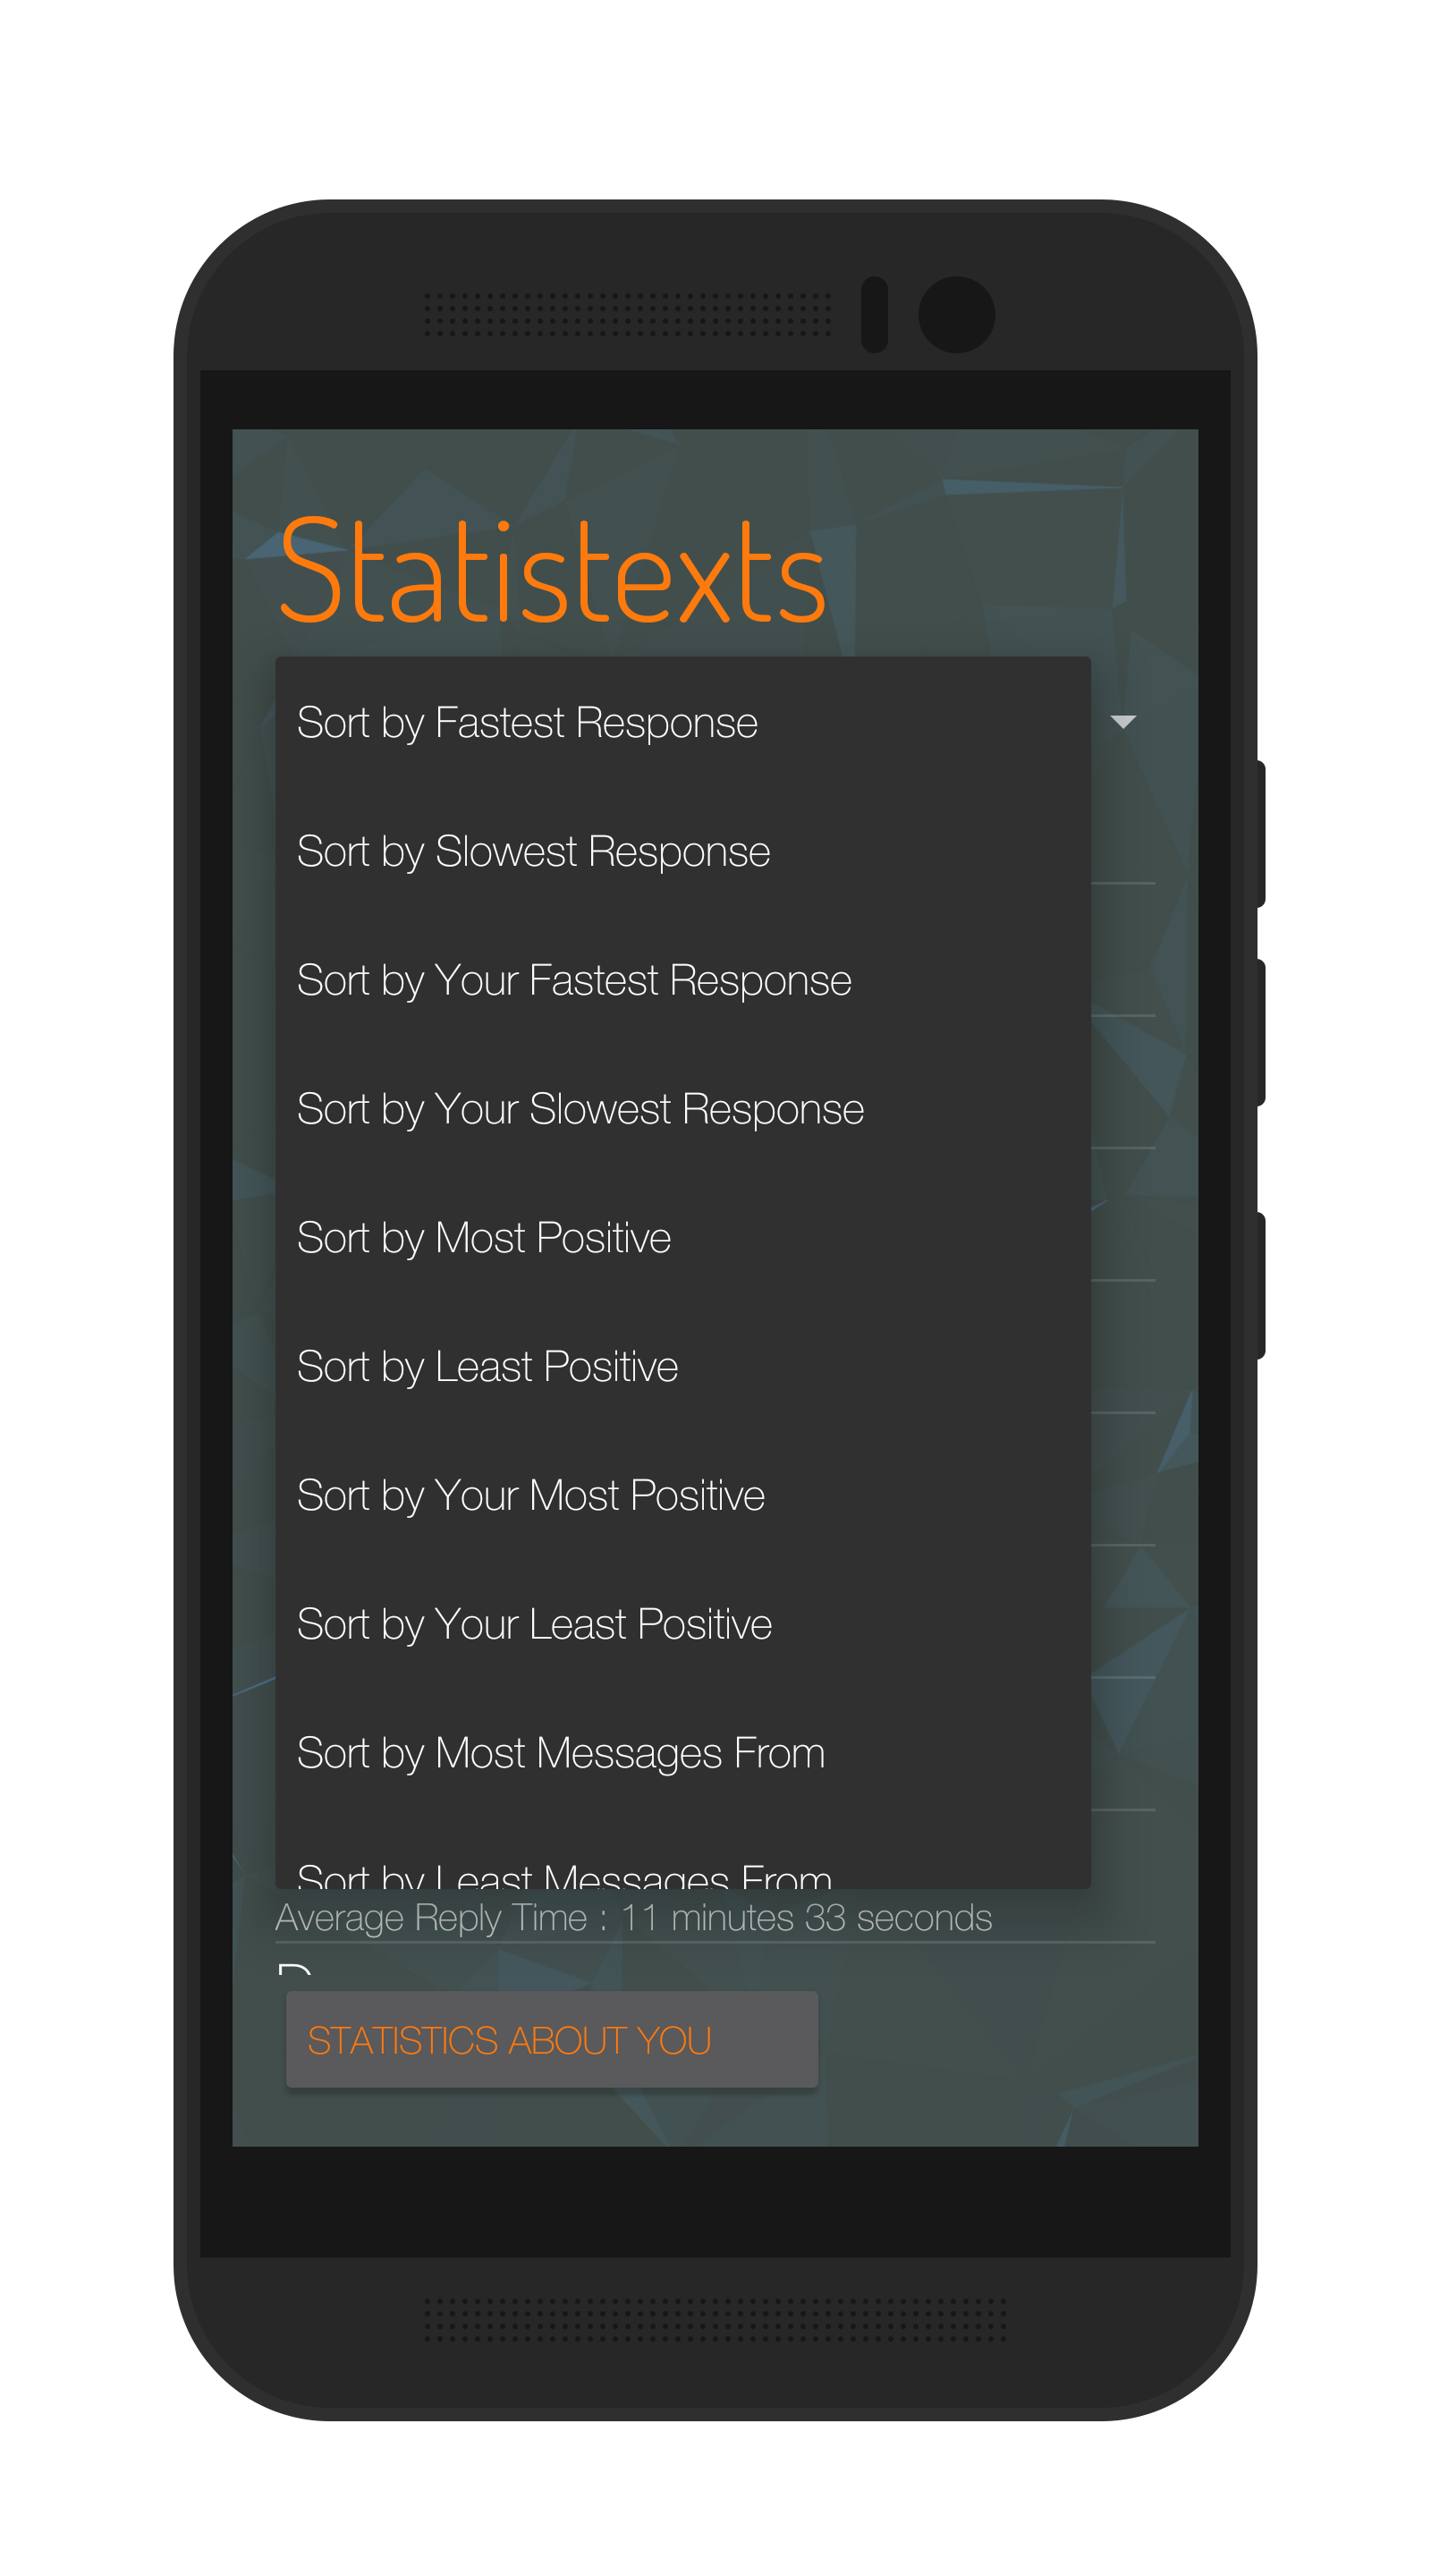 Statistexts
Sort by Fastest Response
Sort by Slowest Response
Sort by Your Fastest Response
Sort by Your Slowest Response
Sort by Most Positive
Sort by Least Positive
Sort by Your Most Positive
Sort by Your Least Positive
Sort by Most Messages From
Sort by Least Messages From
Average Reply Time : 11 minutes 33 seconds
STATISTICS ABOUT YOU